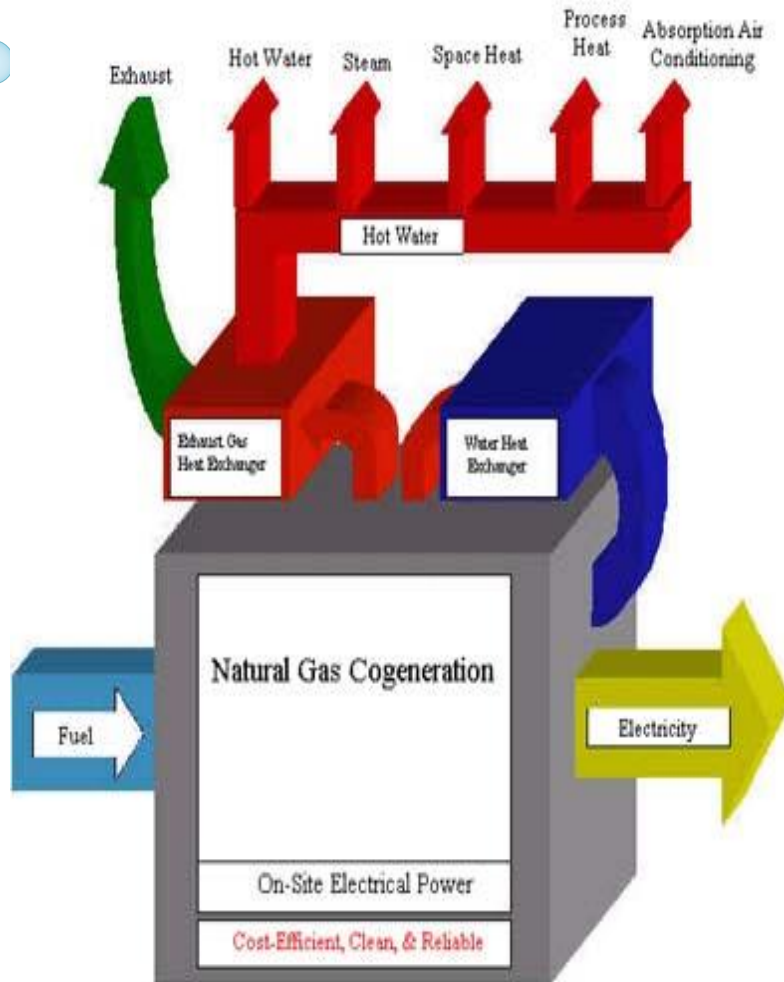 Exhaust
Hot Water
Steam
Space Heat
Process
Heat
Absorption Air
Conditioning
Hot Water
Exhaust Gas
Heat Exchanger
Water Heat
Exchanger
Natural Gas Cogeneration
Fuel
Electricity
On-Site Electrical Power
Cost-Efficient, Clean, & Reliable